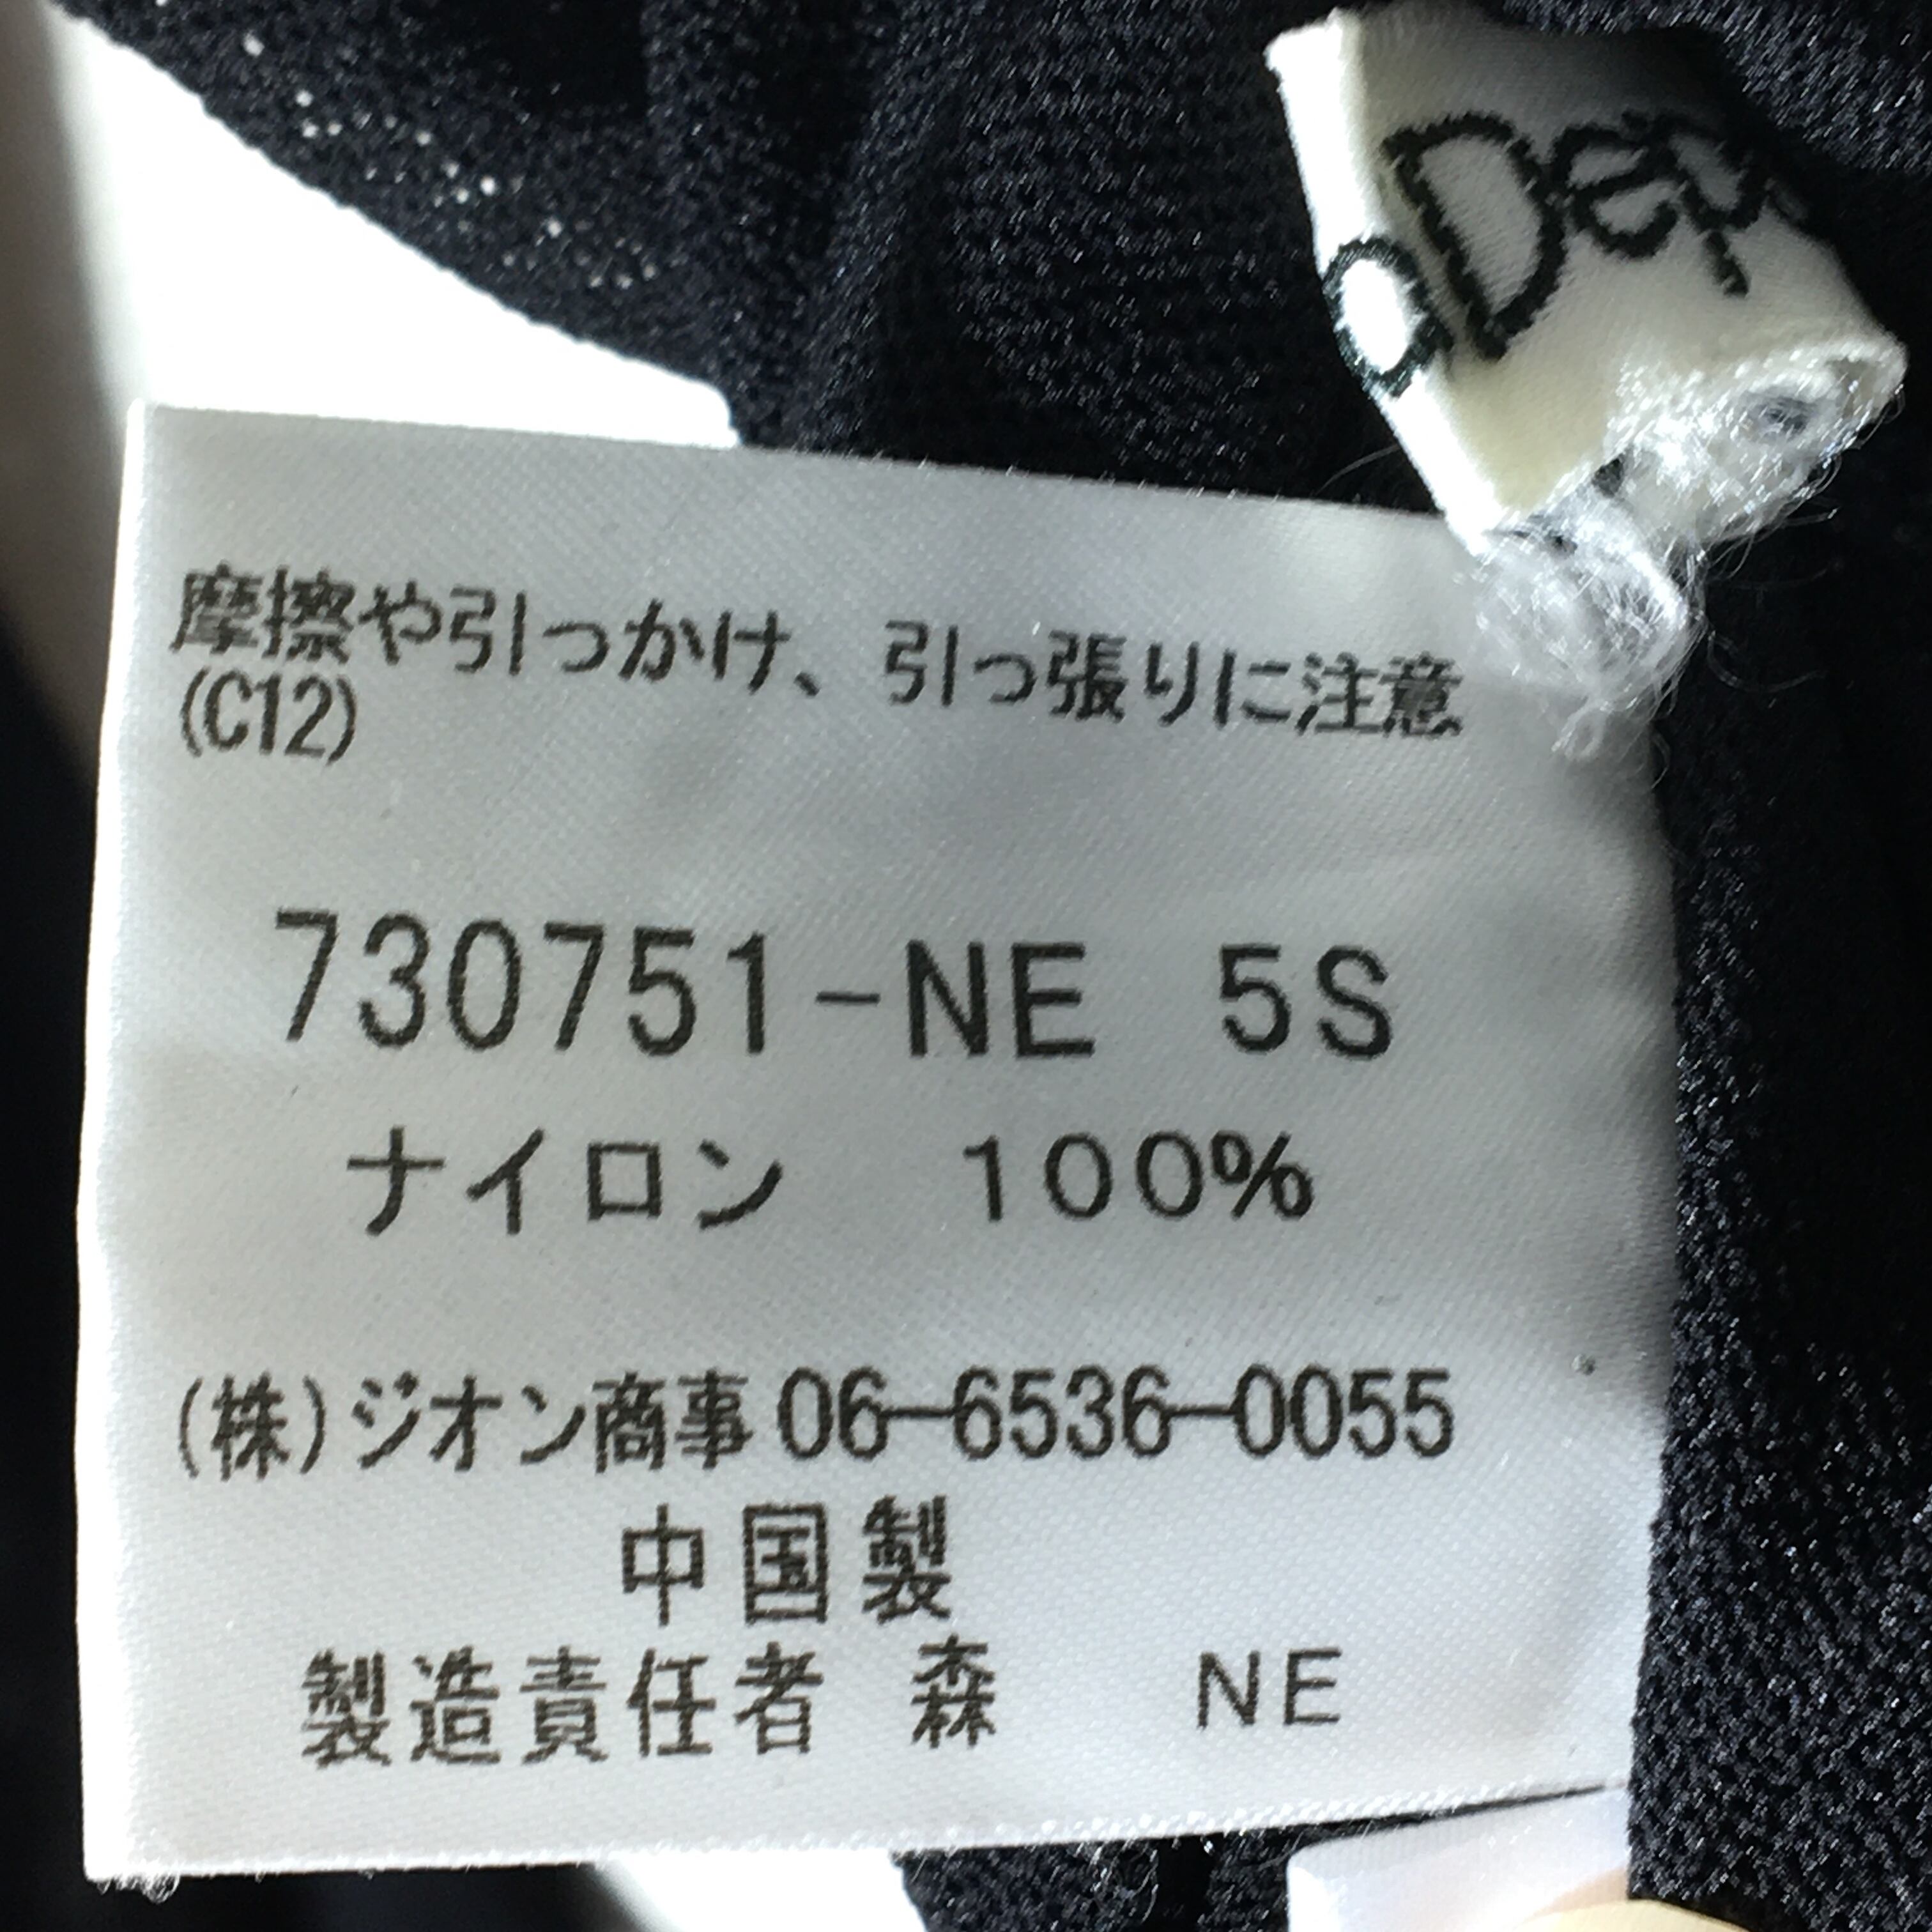 摩擦や引っかけ、引っ張りに注意
(C12)
730751-NE 5S
ナイロン 100%
(株)ジオン商事 06-6536-0055
中国製
製造責任者 森 NE